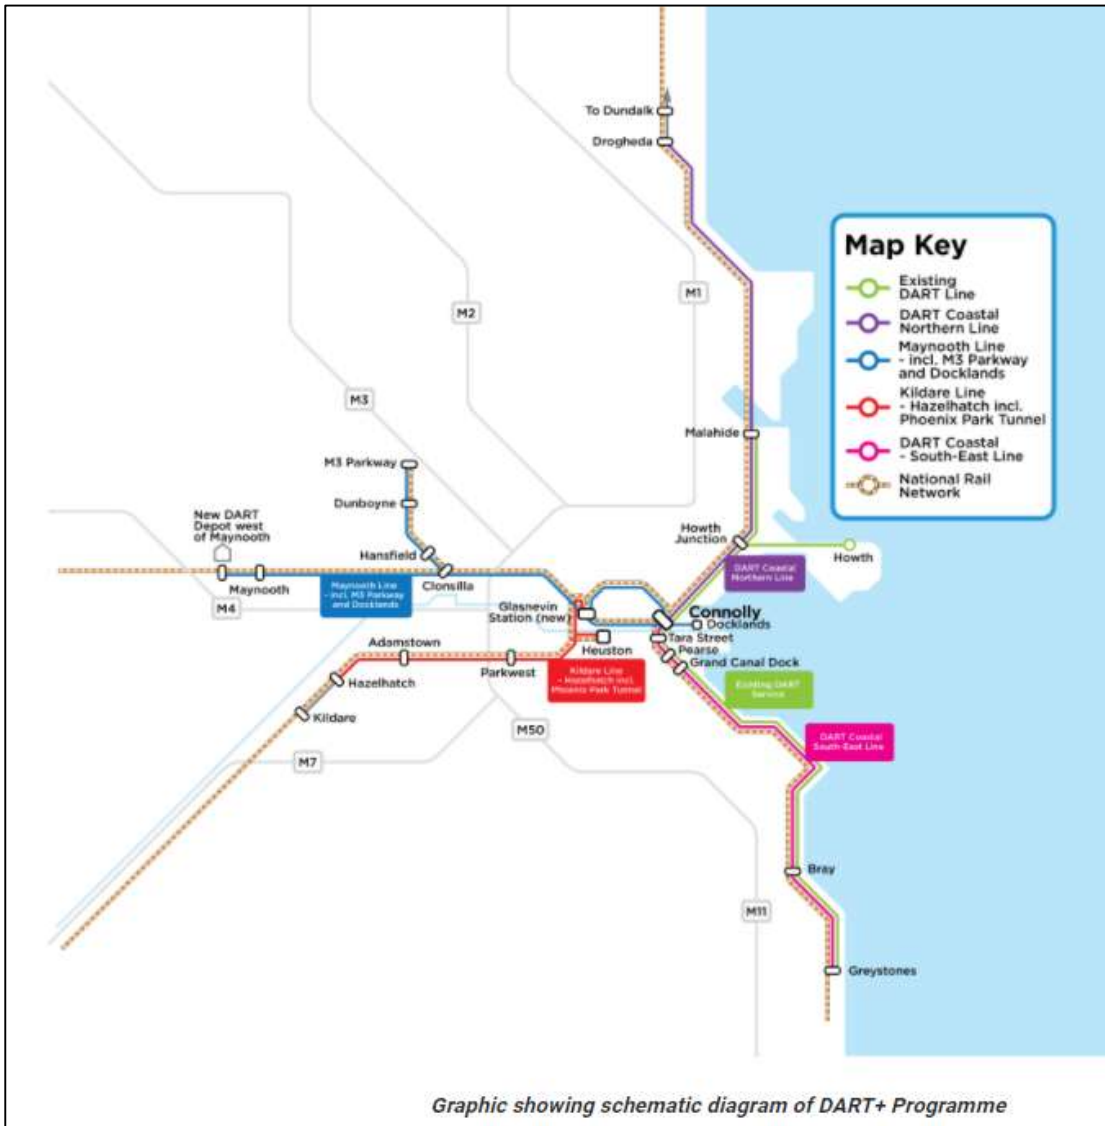 To Dundalk
Drogheda
Map Key
Existing
DART Line
DART Coastal
Northern Line
Maynooth Line
- incl. M3 Parkway
and Docklands
Kildare Line
- Hazelhatch incl.
Phoenix Park Tunnel
DART Coastal
- South-East Line
National Rail
Network
M1
M2
M3
Malahide
M3 Parkway
Dunboyne
New DART
Depot west
of Maynooth
Howth
Junction
Howth
Hansfield
DART Coastal
Northern Line
Maynooth
Maynooth Line
- incl. M3 Parkway
and Docklands
Clonsilla
M4
Glasnevin
Station (new)
Connolly
Docklands
Tara Street
Heuston
Pearse
Adamstown
Grand Canal Dock
Parkwest
Kildare Line
- Hazelhatch incl.
Phoenix Park Tunnel
Hazelhatch
Existing DART
Service
Kildare
M50
DART Coastal
South-East Line
M7
Bray
M11
Greystones
Graphic showing schematic diagram of DART+ Programme